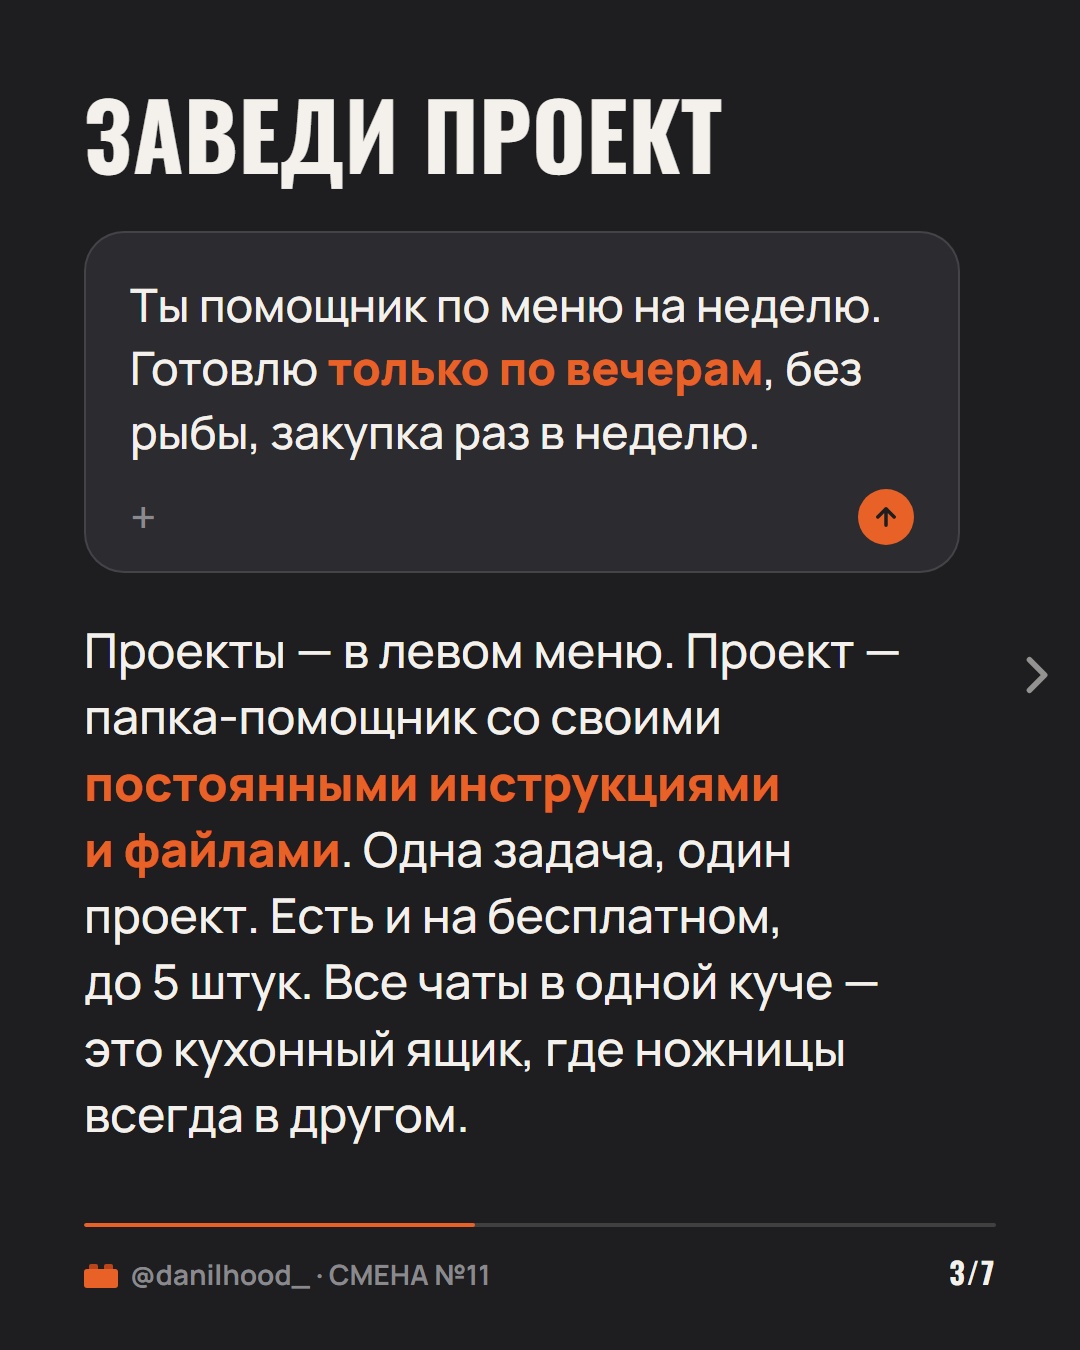 ЗАВЕДИ ПРОЕКТ
Ты помощник по меню на неделю.
Готовлю только по вечерам, без
рыбы, закупка раз в неделю.
+
Проекты — в левом меню. Проект —
папка-помощник со своими
постоянными инструкциями
и файлами. Одна задача, один
проект. Есть и на бесплатном,
до 5 штук. Все чаты в одной куче —
это кухонный ящик, где ножницы
всегда в другом.
@danilhood_ · СМЕНА №11
3/7